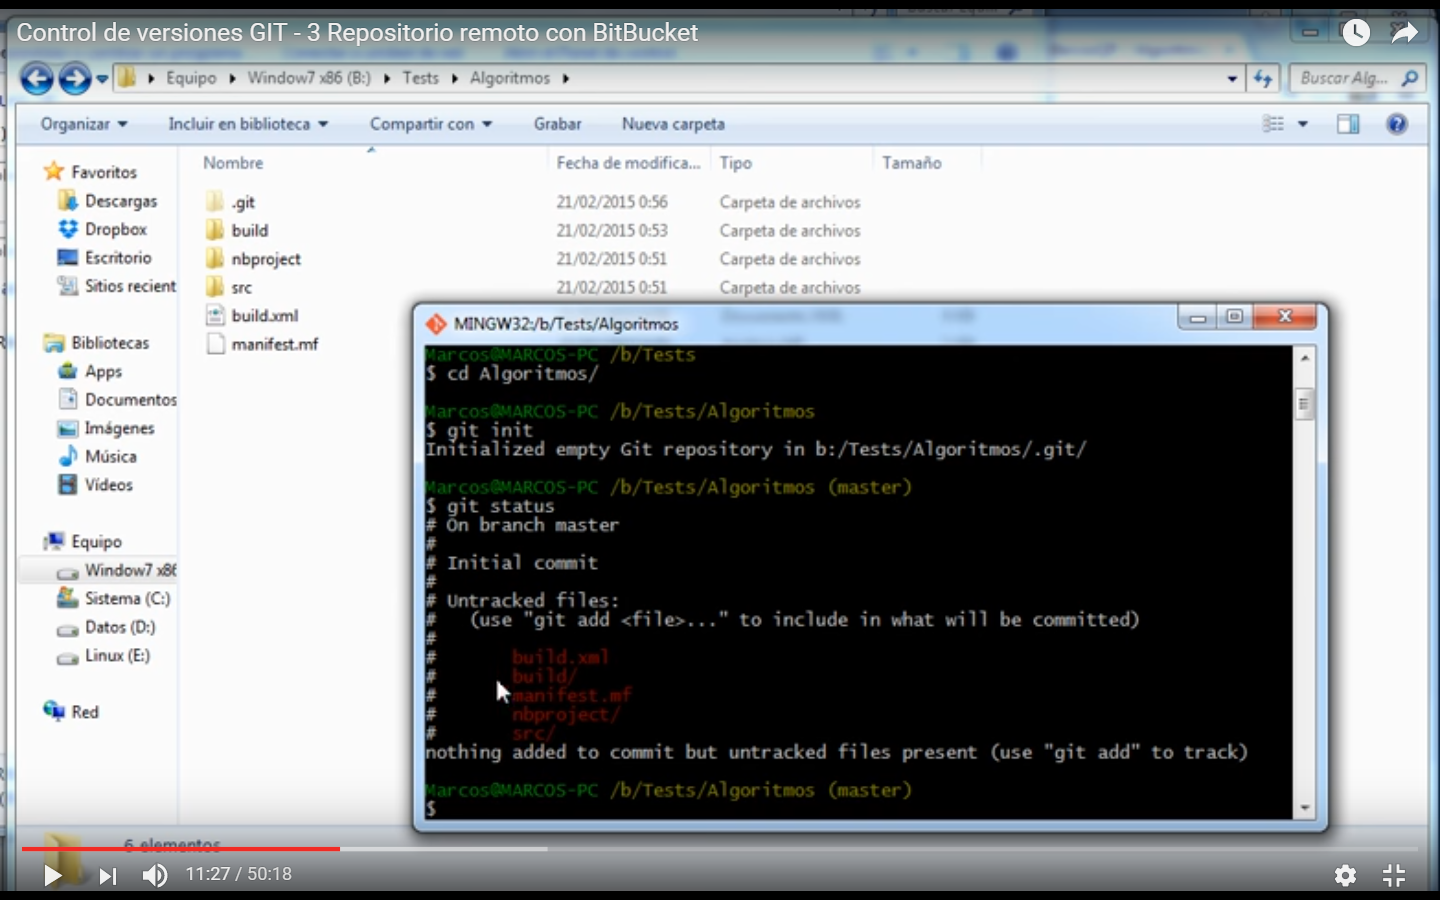 Control de versiones GIT - 3 Repositorio remoto con BitBucket
Equipo Window7 x86 (B:) Tests Algoritmos
Buscar Alg...
Organizar Incluir en biblioteca Compartir con Grabar Nueva carpeta
Nombre Fecha de modifica... Tipo Tamaño
Favoritos
Descargas
Dropbox
Escritorio
Sitios recient
Bibliotecas
Apps
Documentos
Imágenes
Música
Vídeos
Equipo
Window7 x86
Sistema (C:)
Datos (D:)
Linux (E:)
Red
.git 21/02/2015 0:56 Carpeta de archivos
build 21/02/2015 0:53 Carpeta de archivos
nbproject 21/02/2015 0:51 Carpeta de archivos
src 21/02/2015 0:51 Carpeta de archivos
build.xml
manifest.mf
MINGW32:/b/Tests/Algoritmos
Marcos@MARCOS-PC /b/Tests
$ cd Algoritmos/
Marcos@MARCOS-PC /b/Tests/Algoritmos
$ git init
Initialized empty Git repository in b:/Tests/Algoritmos/.git/
Marcos@MARCOS-PC /b/Tests/Algoritmos (master)
$ git status
# On branch master
#
# Initial commit
#
# Untracked files:
#   (use "git add <file>..." to include in what will be committed)
#
#       build.xml
#       build/
#       manifest.mf
#       nbproject/
#       src/
nothing added to commit but untracked files present (use "git add" to track)
Marcos@MARCOS-PC /b/Tests/Algoritmos (master)
$
6 elementos
11:27 / 50:18